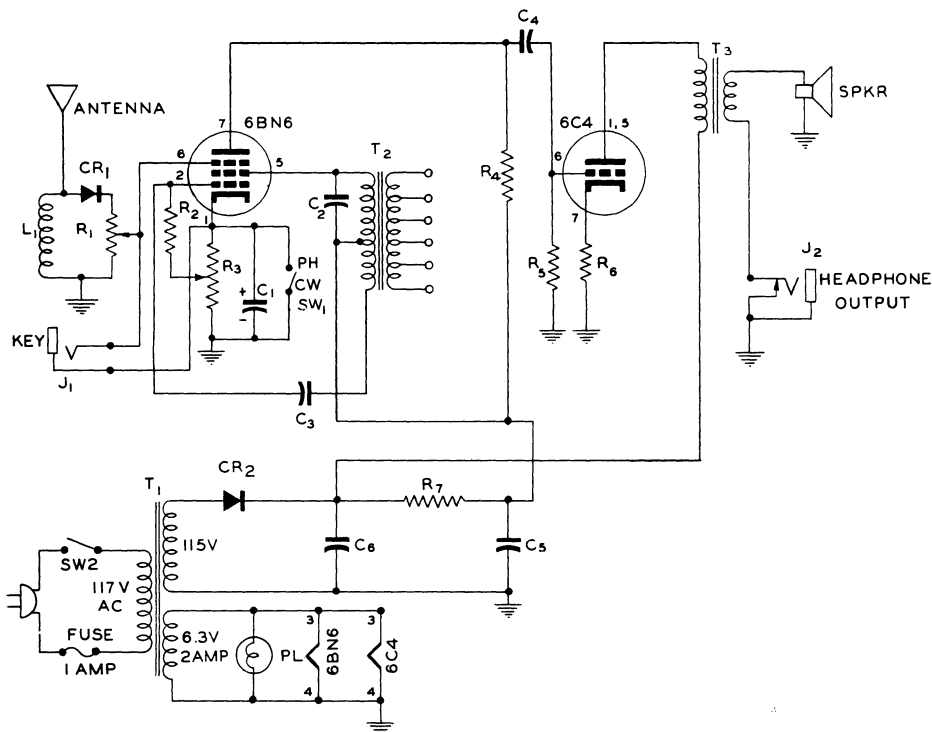 C4
T3
ANTENNA
7
6BN6
6C4
1,5
SPKR
6
5
T2
CR1
2
R4
6
R2
C2
L1
R1
1
7
R3
PH
R5
R6
J2
+
C1
CW
HEADPHONE
-
SW1
OUTPUT
KEY
J1
C3
CR2
T1
R7
115V
C6
C5
SW2
117V
AC
FUSE
6.3V
3
6BN6
3
6C4
1 AMP
2AMP
PL
4
4